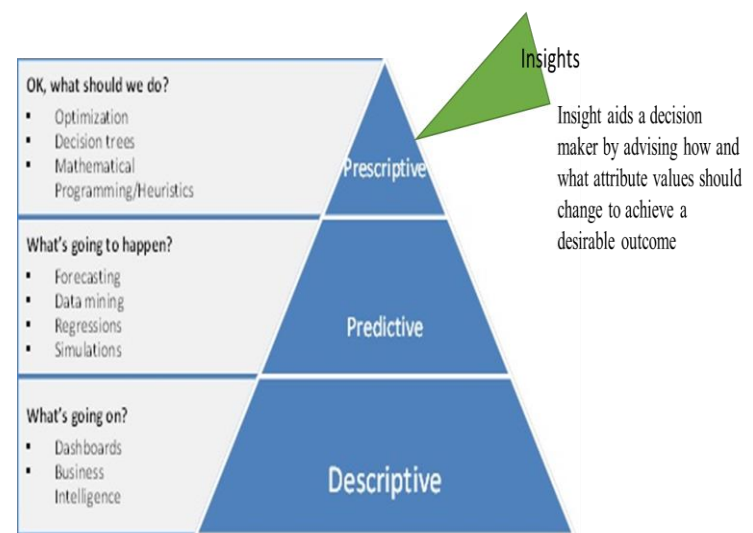 OK, what should we do?
▪ Optimization
▪ Decision trees
▪ Mathematical
Programming/Heuristics
Prescriptive
Insights
Insight aids a decision
maker by advising how and
what attribute values should
change to achieve a
desirable outcome
What's going to happen?
▪ Forecasting
▪ Data mining
▪ Regressions
▪ Simulations
Predictive
What's going on?
▪ Dashboards
▪ Business
Intelligence
Descriptive